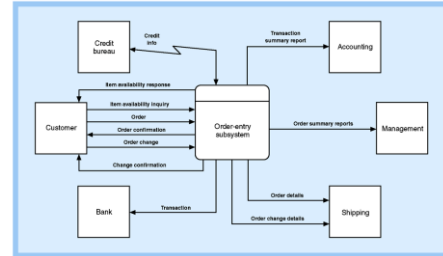 Credit
bureau
Credit
info
Transaction
summary report
Accounting
Item availability response
Item availability inquiry
Order
Order confirmation
Order change
Change confirmation
Customer
Order-entry
subsystem
Order summary reports
Management
Bank
Transaction
Order details
Order change details
Shipping